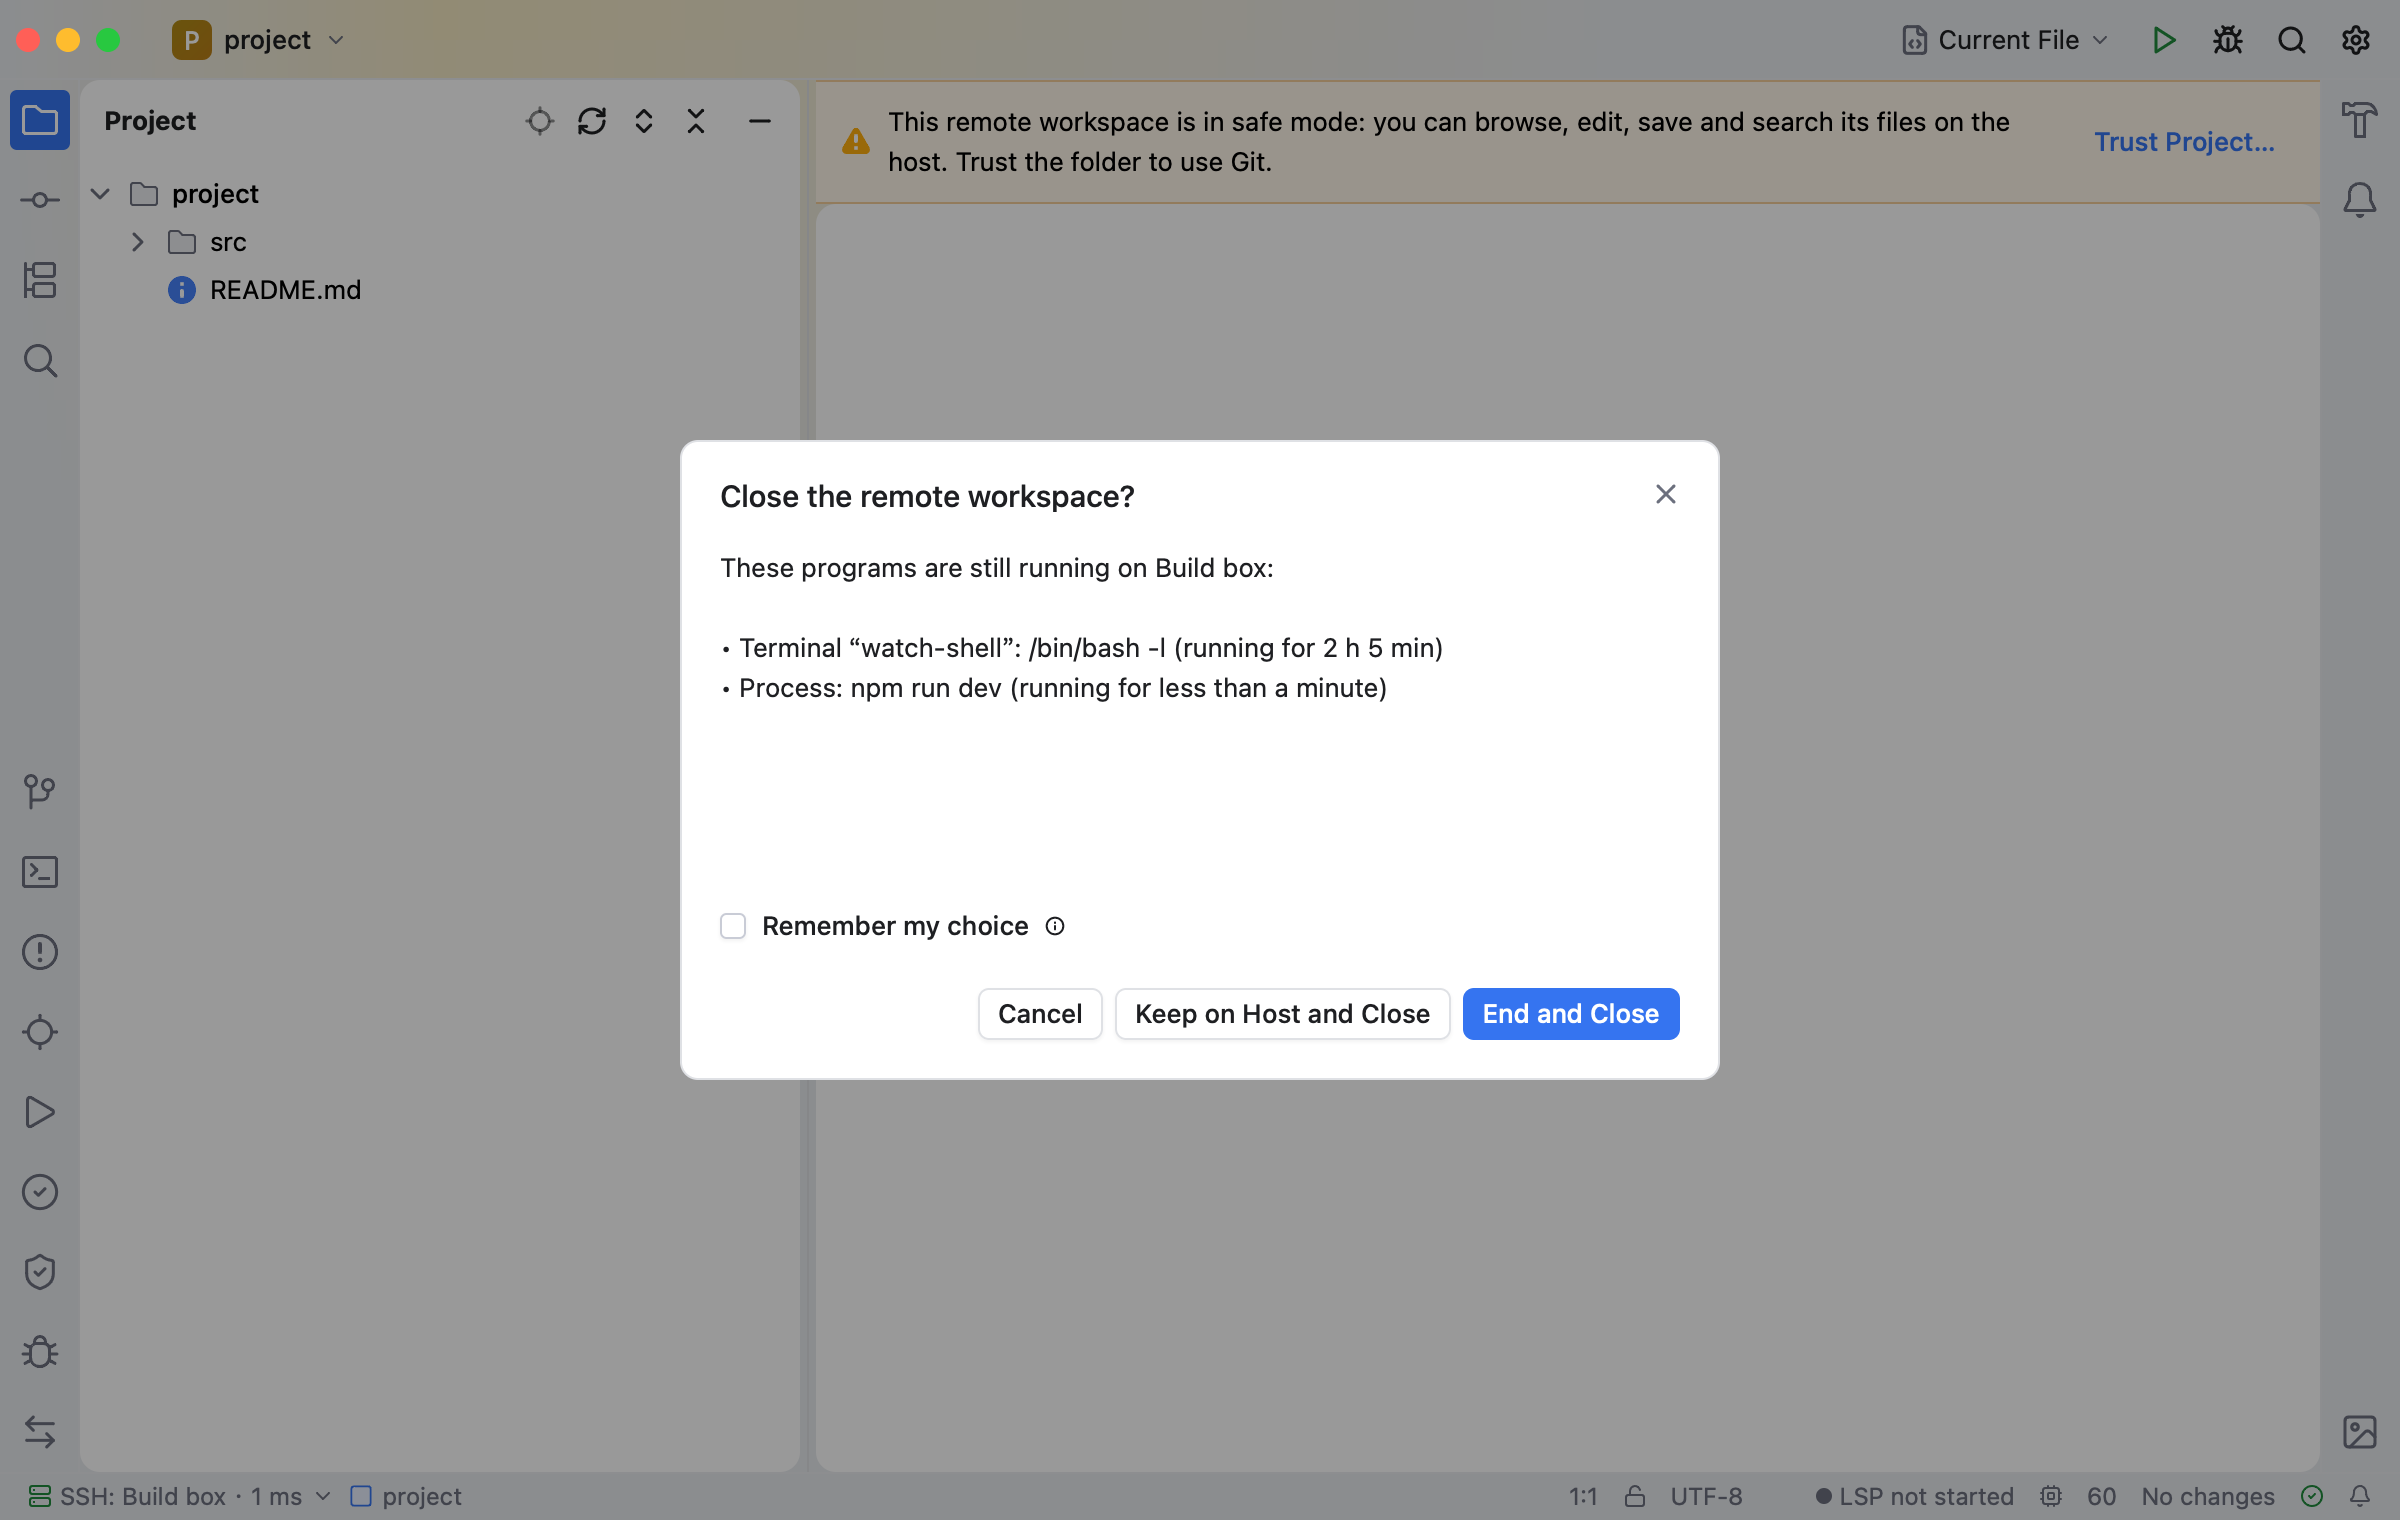 P project
Current File
Project
project
src
README.md
This remote workspace is in safe mode: you can browse, edit, save and search its files on the
host. Trust the folder to use Git.
Trust Project...
Close the remote workspace?
These programs are still running on Build box:
• Terminal “watch-shell”: /bin/bash -l (running for 2 h 5 min)
• Process: npm run dev (running for less than a minute)
Remember my choice
Cancel
Keep on Host and Close
End and Close
SSH: Build box · 1 ms
project
1:1
UTF-8
LSP not started
60
No changes